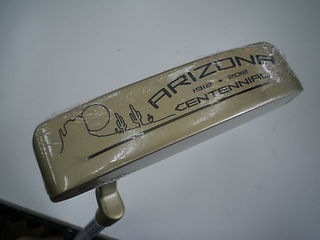 ARIZONA
1912 • 2012
CENTENNIAL